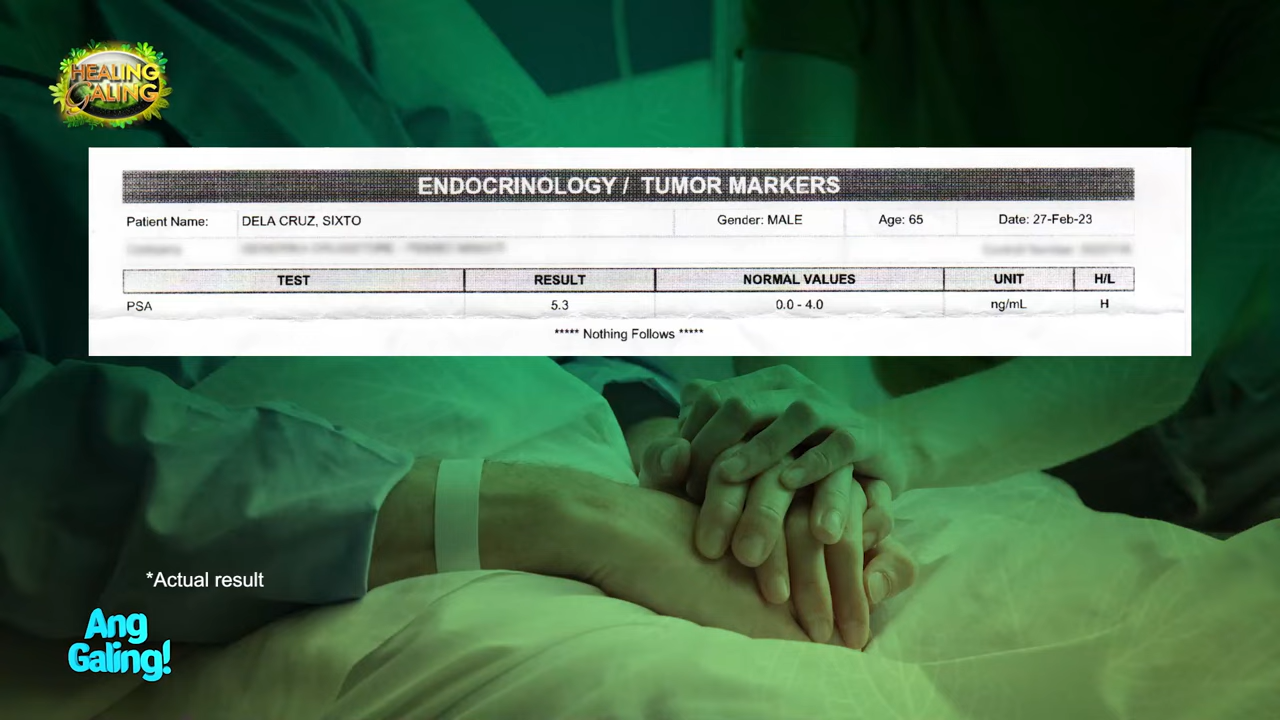 HEALING
GALING
ENDOCRINOLOGY / TUMOR MARKERS
Patient Name: DELA CRUZ, SIXTO Gender: MALE Age: 65 Date: 27-Feb-23
TEST RESULT NORMAL VALUES UNIT H/L
PSA 5.3 0.0 - 4.0 ng/mL H
***** Nothing Follows *****
*Actual result
Ang
Galing!